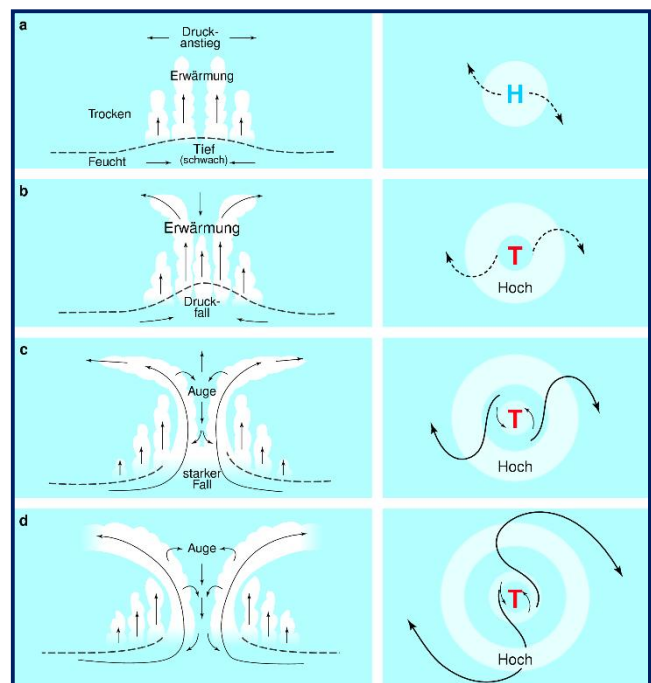 a
Druck-
anstieg
Erwärmung
Trocken
Tief
(schwach)
Feucht
H
b
Erwärmung
Druck-
fall
T
Hoch
c
Auge
starker
Fall
T
Hoch
d
Auge
T
Hoch